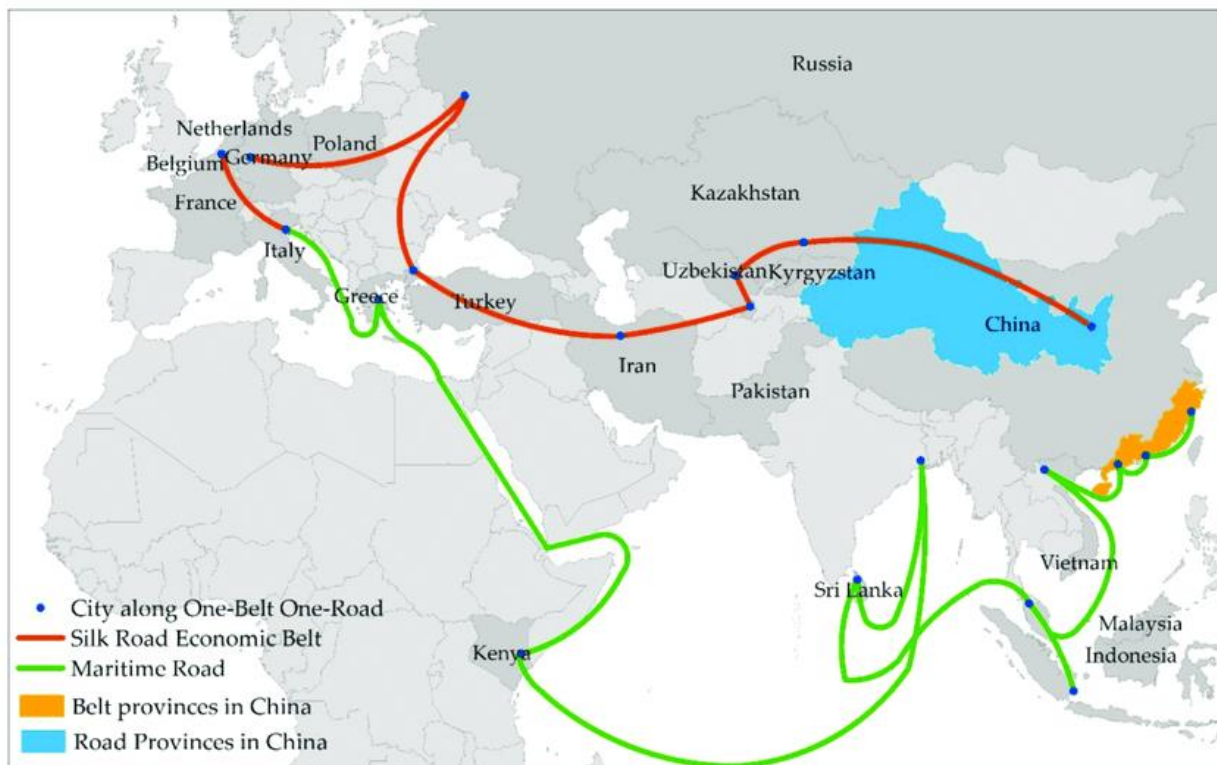 Russia
Netherlands
Poland
Belgium
Germany
Kazakhstan
France
Italy
Uzbekistan
Kyrgyzstan
Greece
Turkey
China
Iran
Pakistan
Vietnam
Sri Lanka
City along One-Belt One-Road
Malaysia
Silk Road Economic Belt
Kenya
Indonesia
Maritime Road
Belt provinces in China
Road Provinces in China